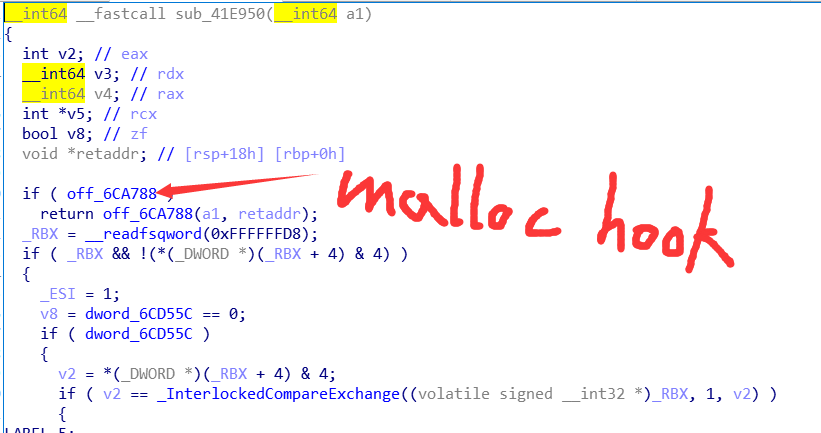 __int64 __fastcall sub_41E950(__int64 a1)
{
int v2; // eax
__int64 v3; // rdx
__int64 v4; // rax
int *v5; // rcx
bool v8; // zf
void *retaddr; // [rsp+18h] [rbp+0h]
if ( off_6CA788 )
return off_6CA788(a1, retaddr);
malloc hook
_RBX = __readfsqword(0xFFFFFFD8);
if ( _RBX && !(*(_DWORD *)(_RBX + 4) & 4) )
{
_ESI = 1;
v8 = dword_6CD55C == 0;
if ( dword_6CD55C )
{
v2 = *(_DWORD *)(_RBX + 4) & 4;
if ( v2 == _InterlockedCompareExchange((volatile signed __int32 *)_RBX, 1, v2) )
{
LABEL_5: